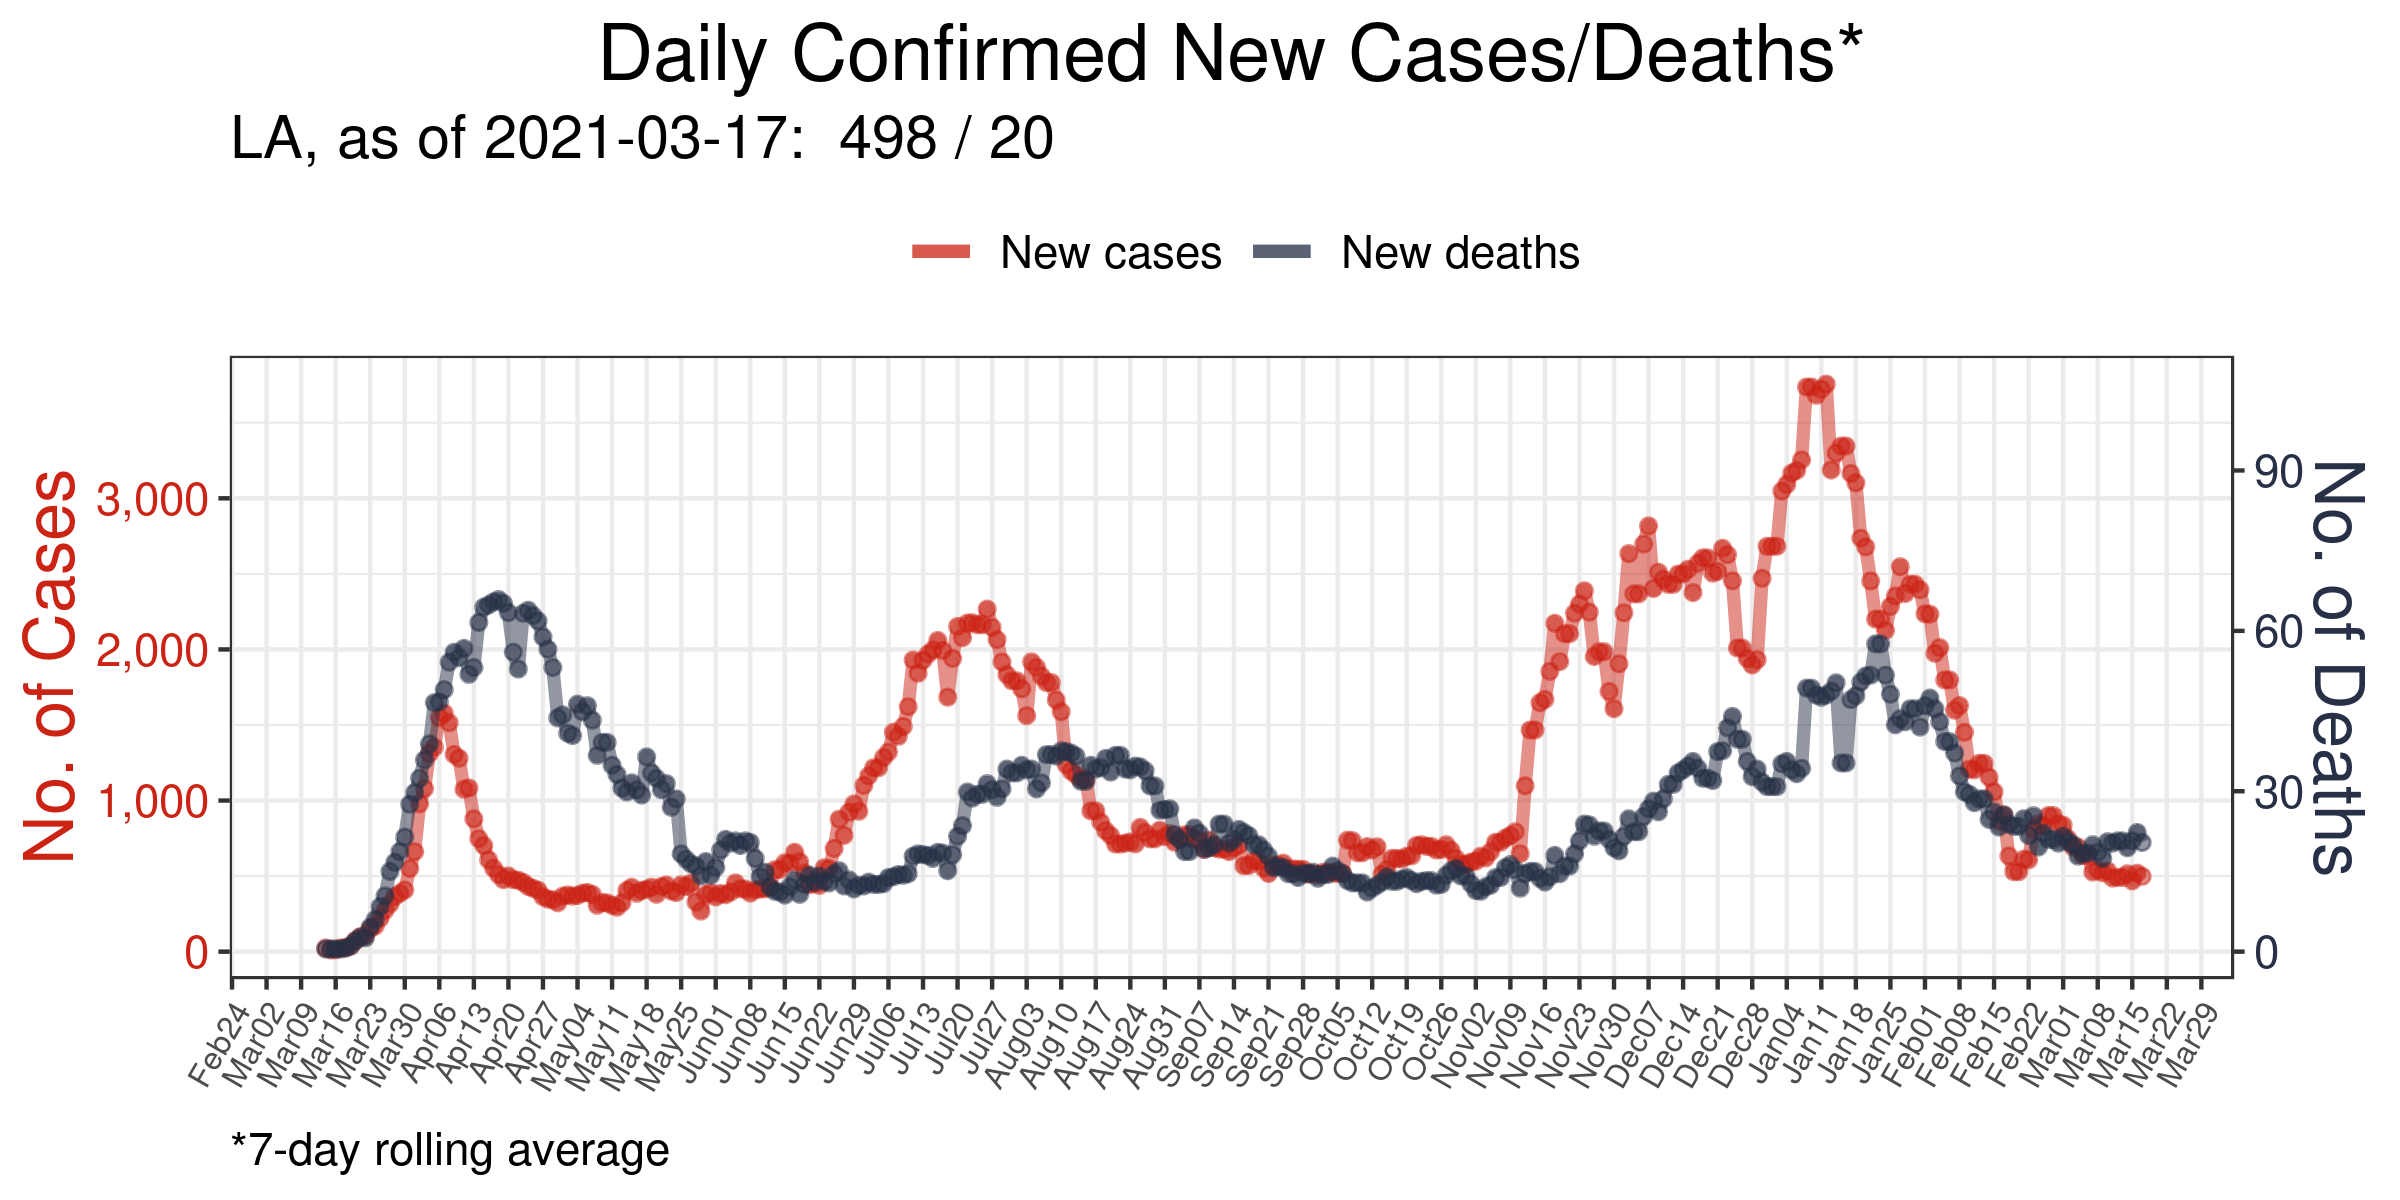 Daily Confirmed New Cases/Deaths*
LA, as of 2021-03-17:  498 / 20
New cases
New deaths
No. of Cases
3,000
2,000
1,000
0
90
60
30
0
No. of Deaths
Feb24
Mar02
Mar09
Mar16
Mar23
Mar30
Apr06
Apr13
Apr20
Apr27
May04
May11
May18
May25
Jun01
Jun08
Jun15
Jun22
Jun29
Jul06
Jul13
Jul20
Jul27
Aug03
Aug10
Aug17
Aug24
Aug31
Sep07
Sep14
Sep21
Sep28
Oct05
Oct12
Oct19
Oct26
Nov02
Nov09
Nov16
Nov23
Nov30
Dec07
Dec14
Dec21
Dec28
Jan04
Jan11
Jan18
Jan25
Feb01
Feb08
Feb15
Feb22
Mar01
Mar08
Mar15
Mar22
Mar29
*7-day rolling average